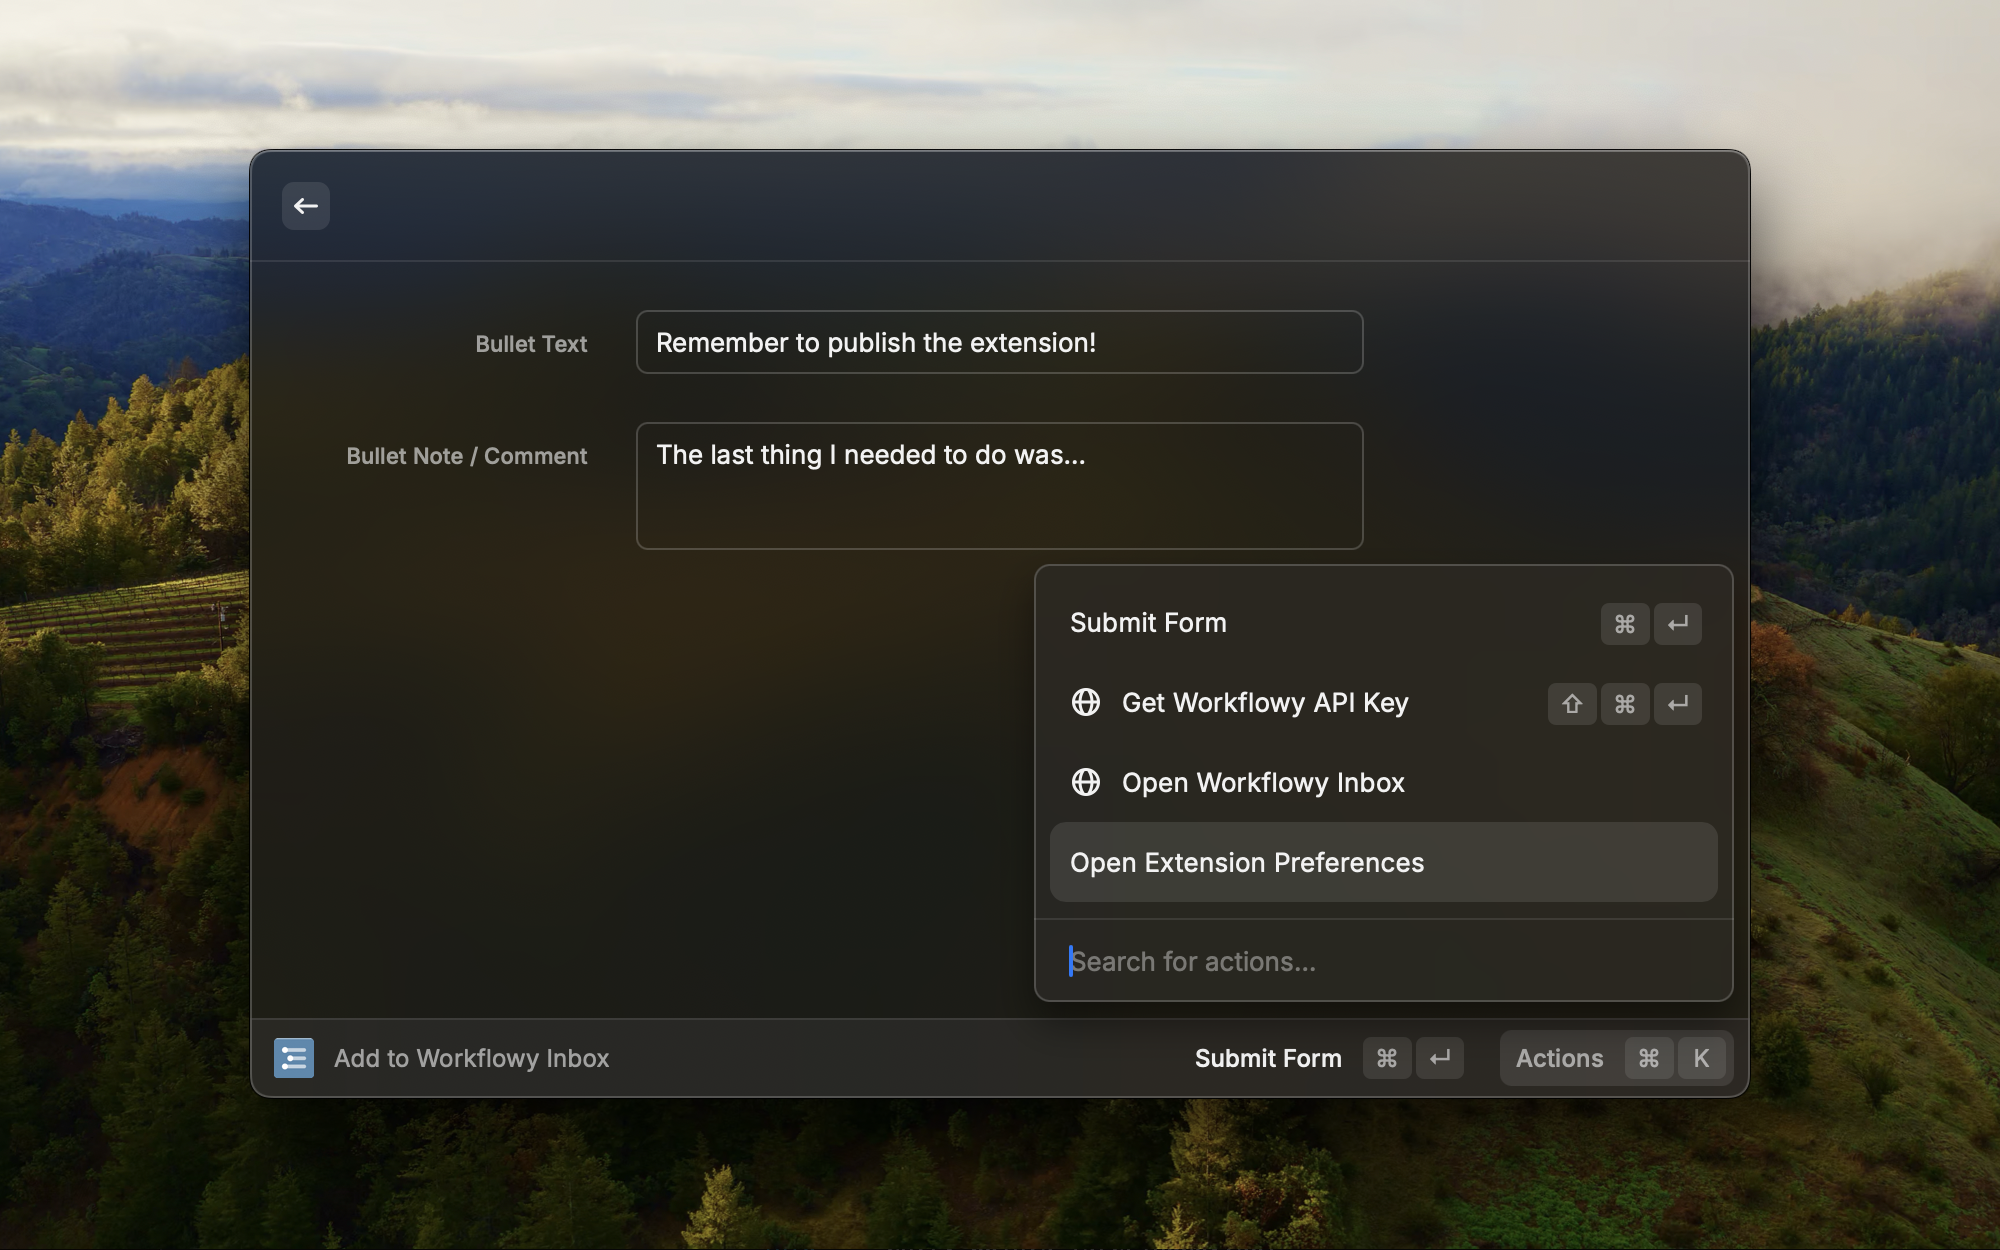 Bullet Text
Remember to publish the extension!
Bullet Note / Comment
The last thing I needed to do was...
Submit Form ⌘ ↵
Get Workflowy API Key ⇧ ⌘ ↵
Open Workflowy Inbox
Open Extension Preferences
Search for actions...
Add to Workflowy Inbox
Submit Form ⌘ ↵
Actions ⌘ K